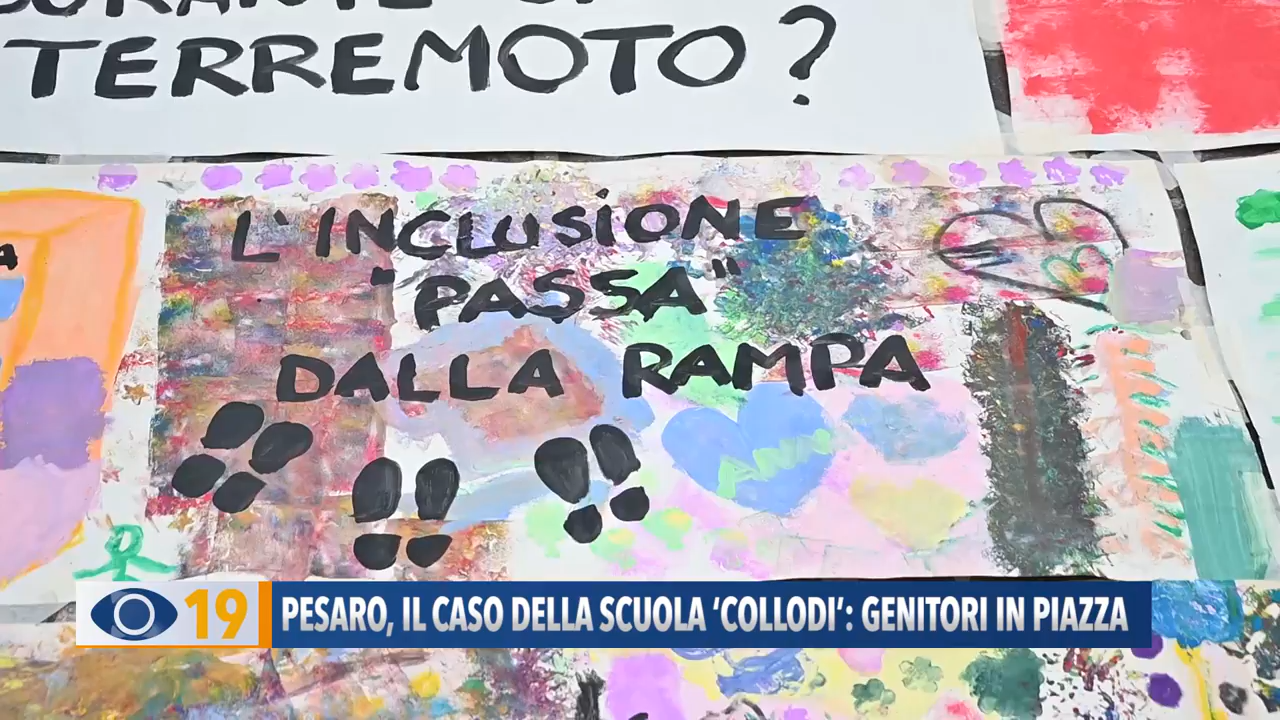 TERREMOTO?
L'INCLUSIONE
"PASSA"
DALLA RAMPA
19 PESARO, IL CASO DELLA SCUOLA ‘COLLODI’: GENITORI IN PIAZZA